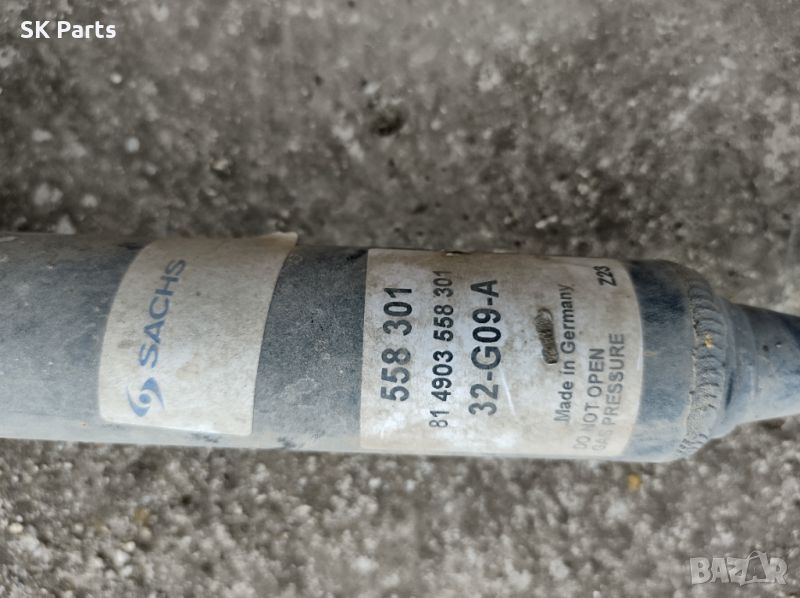 SK Parts
SACHS
558 301
81 4903 558 301
32-G09-A
Made in Germany
DO NOT OPEN
GAS PRESSURE
Z23
BAZAR